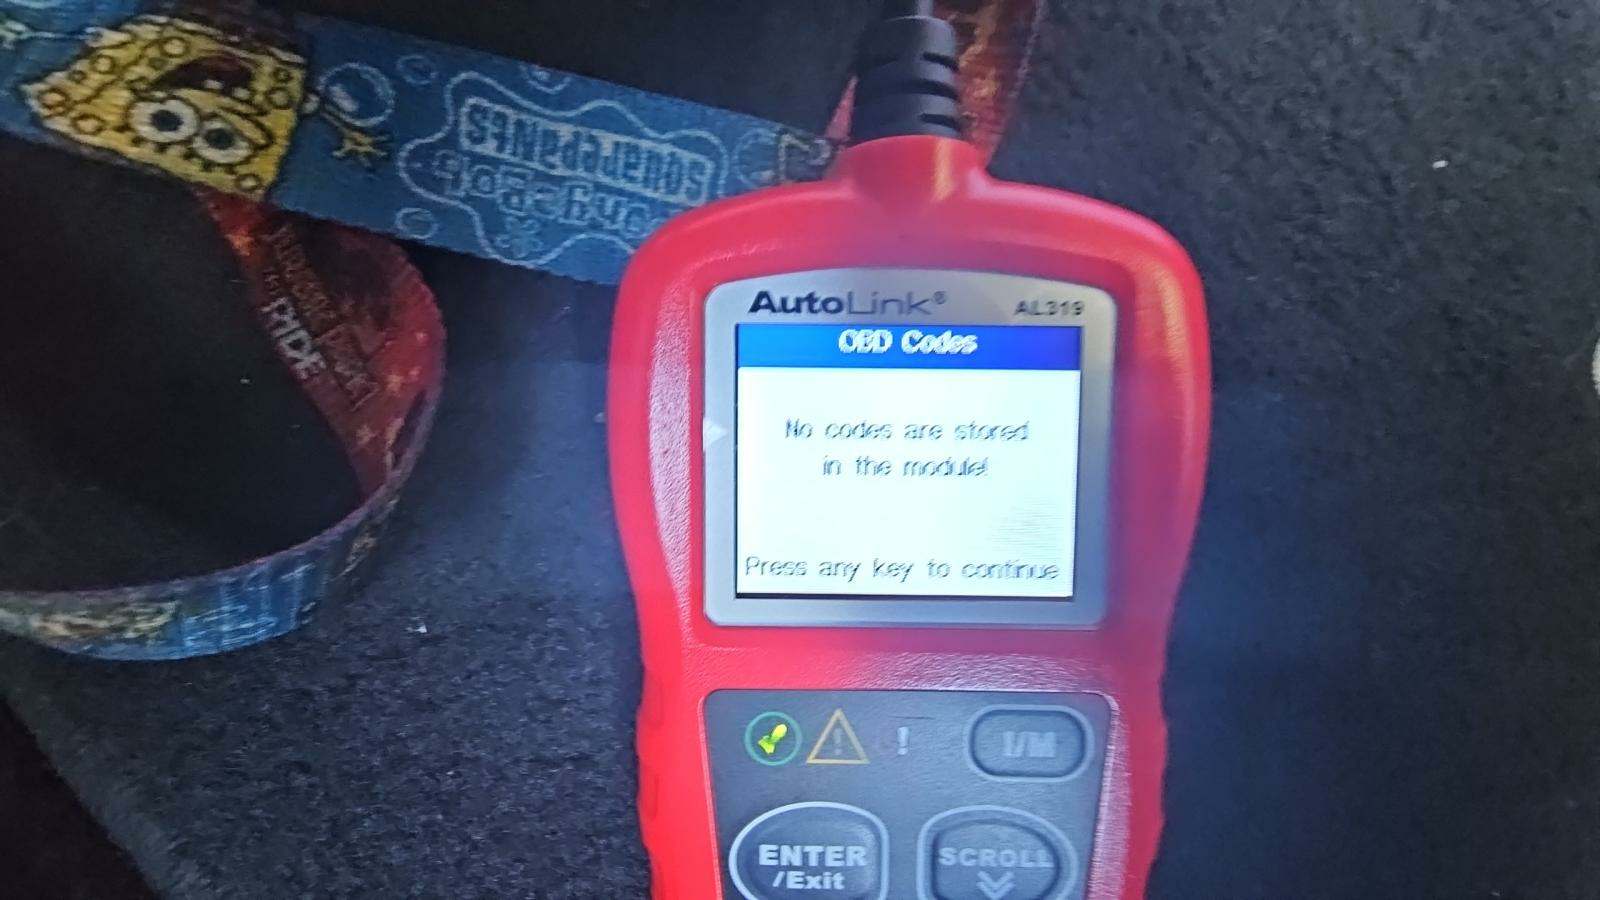 SpongeBob
SquarePants
RIDE
AutoLink®
AL319
OBD Codes
No codes are stored
in the module!
Press any key to continue
!
I/M
ENTER
/Exit
SCROLL